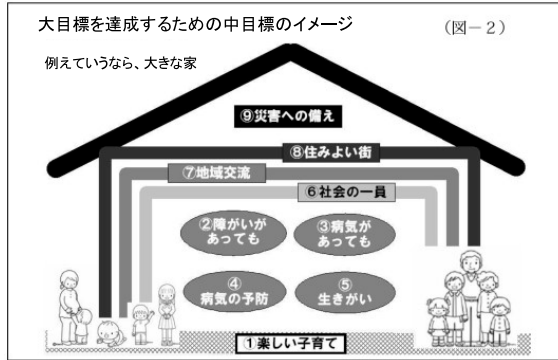 大目標を達成するための中目標のイメージ
（図－２）
例えていうなら、大きな家
⑨災害への備え
⑧住みよい街
⑦地域交流
⑥社会の一員
②障がいが
あっても
③病気が
あっても
④
病気の予防
⑤
生きがい
①楽しい子育て